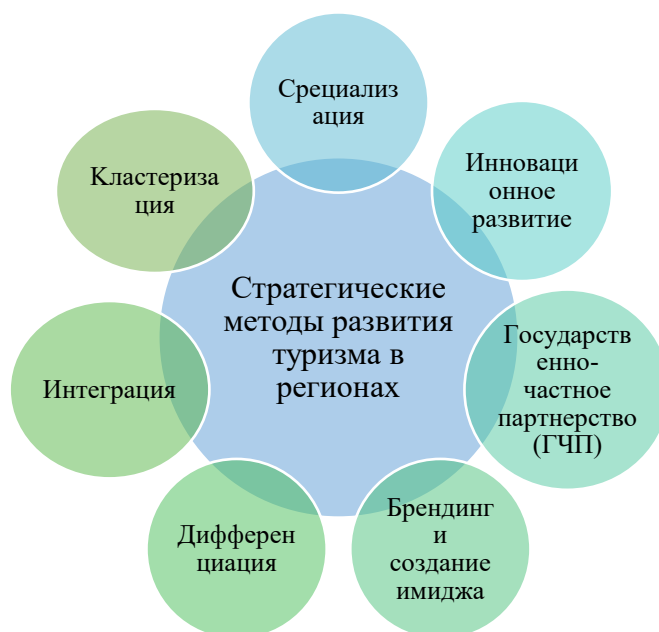 Срециализ
ация
Инноваци
онное
развитие
Государств
енно-
частное
партнерство
(ГЧП)
Брендинг
и
создание
имиджа
Дифферен
циация
Интеграция
Кластериза
ция
Стратегические
методы развития
туризма в
регионах